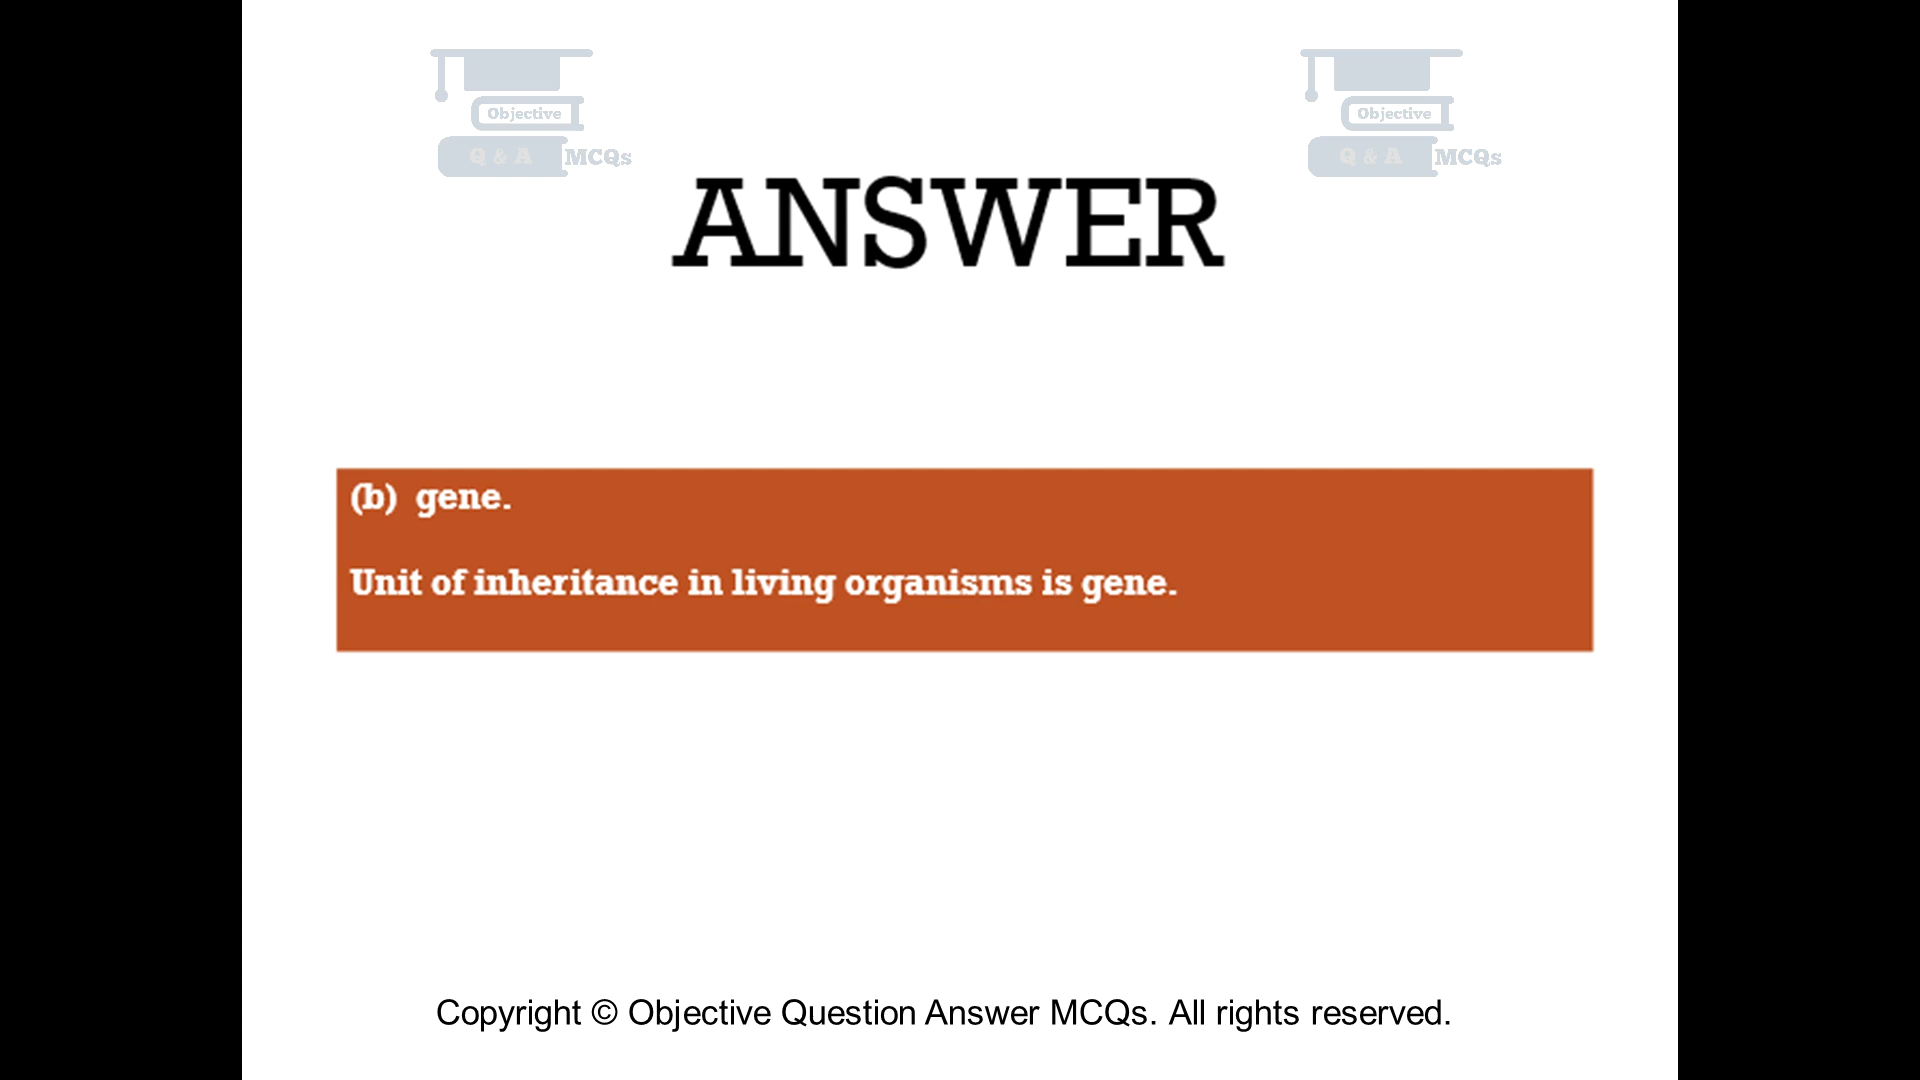 Objective
Q & A MCQs
Objective
Q & A MCQs
ANSWER
(b) gene.
Unit of inheritance in living organisms is gene.
Copyright © Objective Question Answer MCQs. All rights reserved.